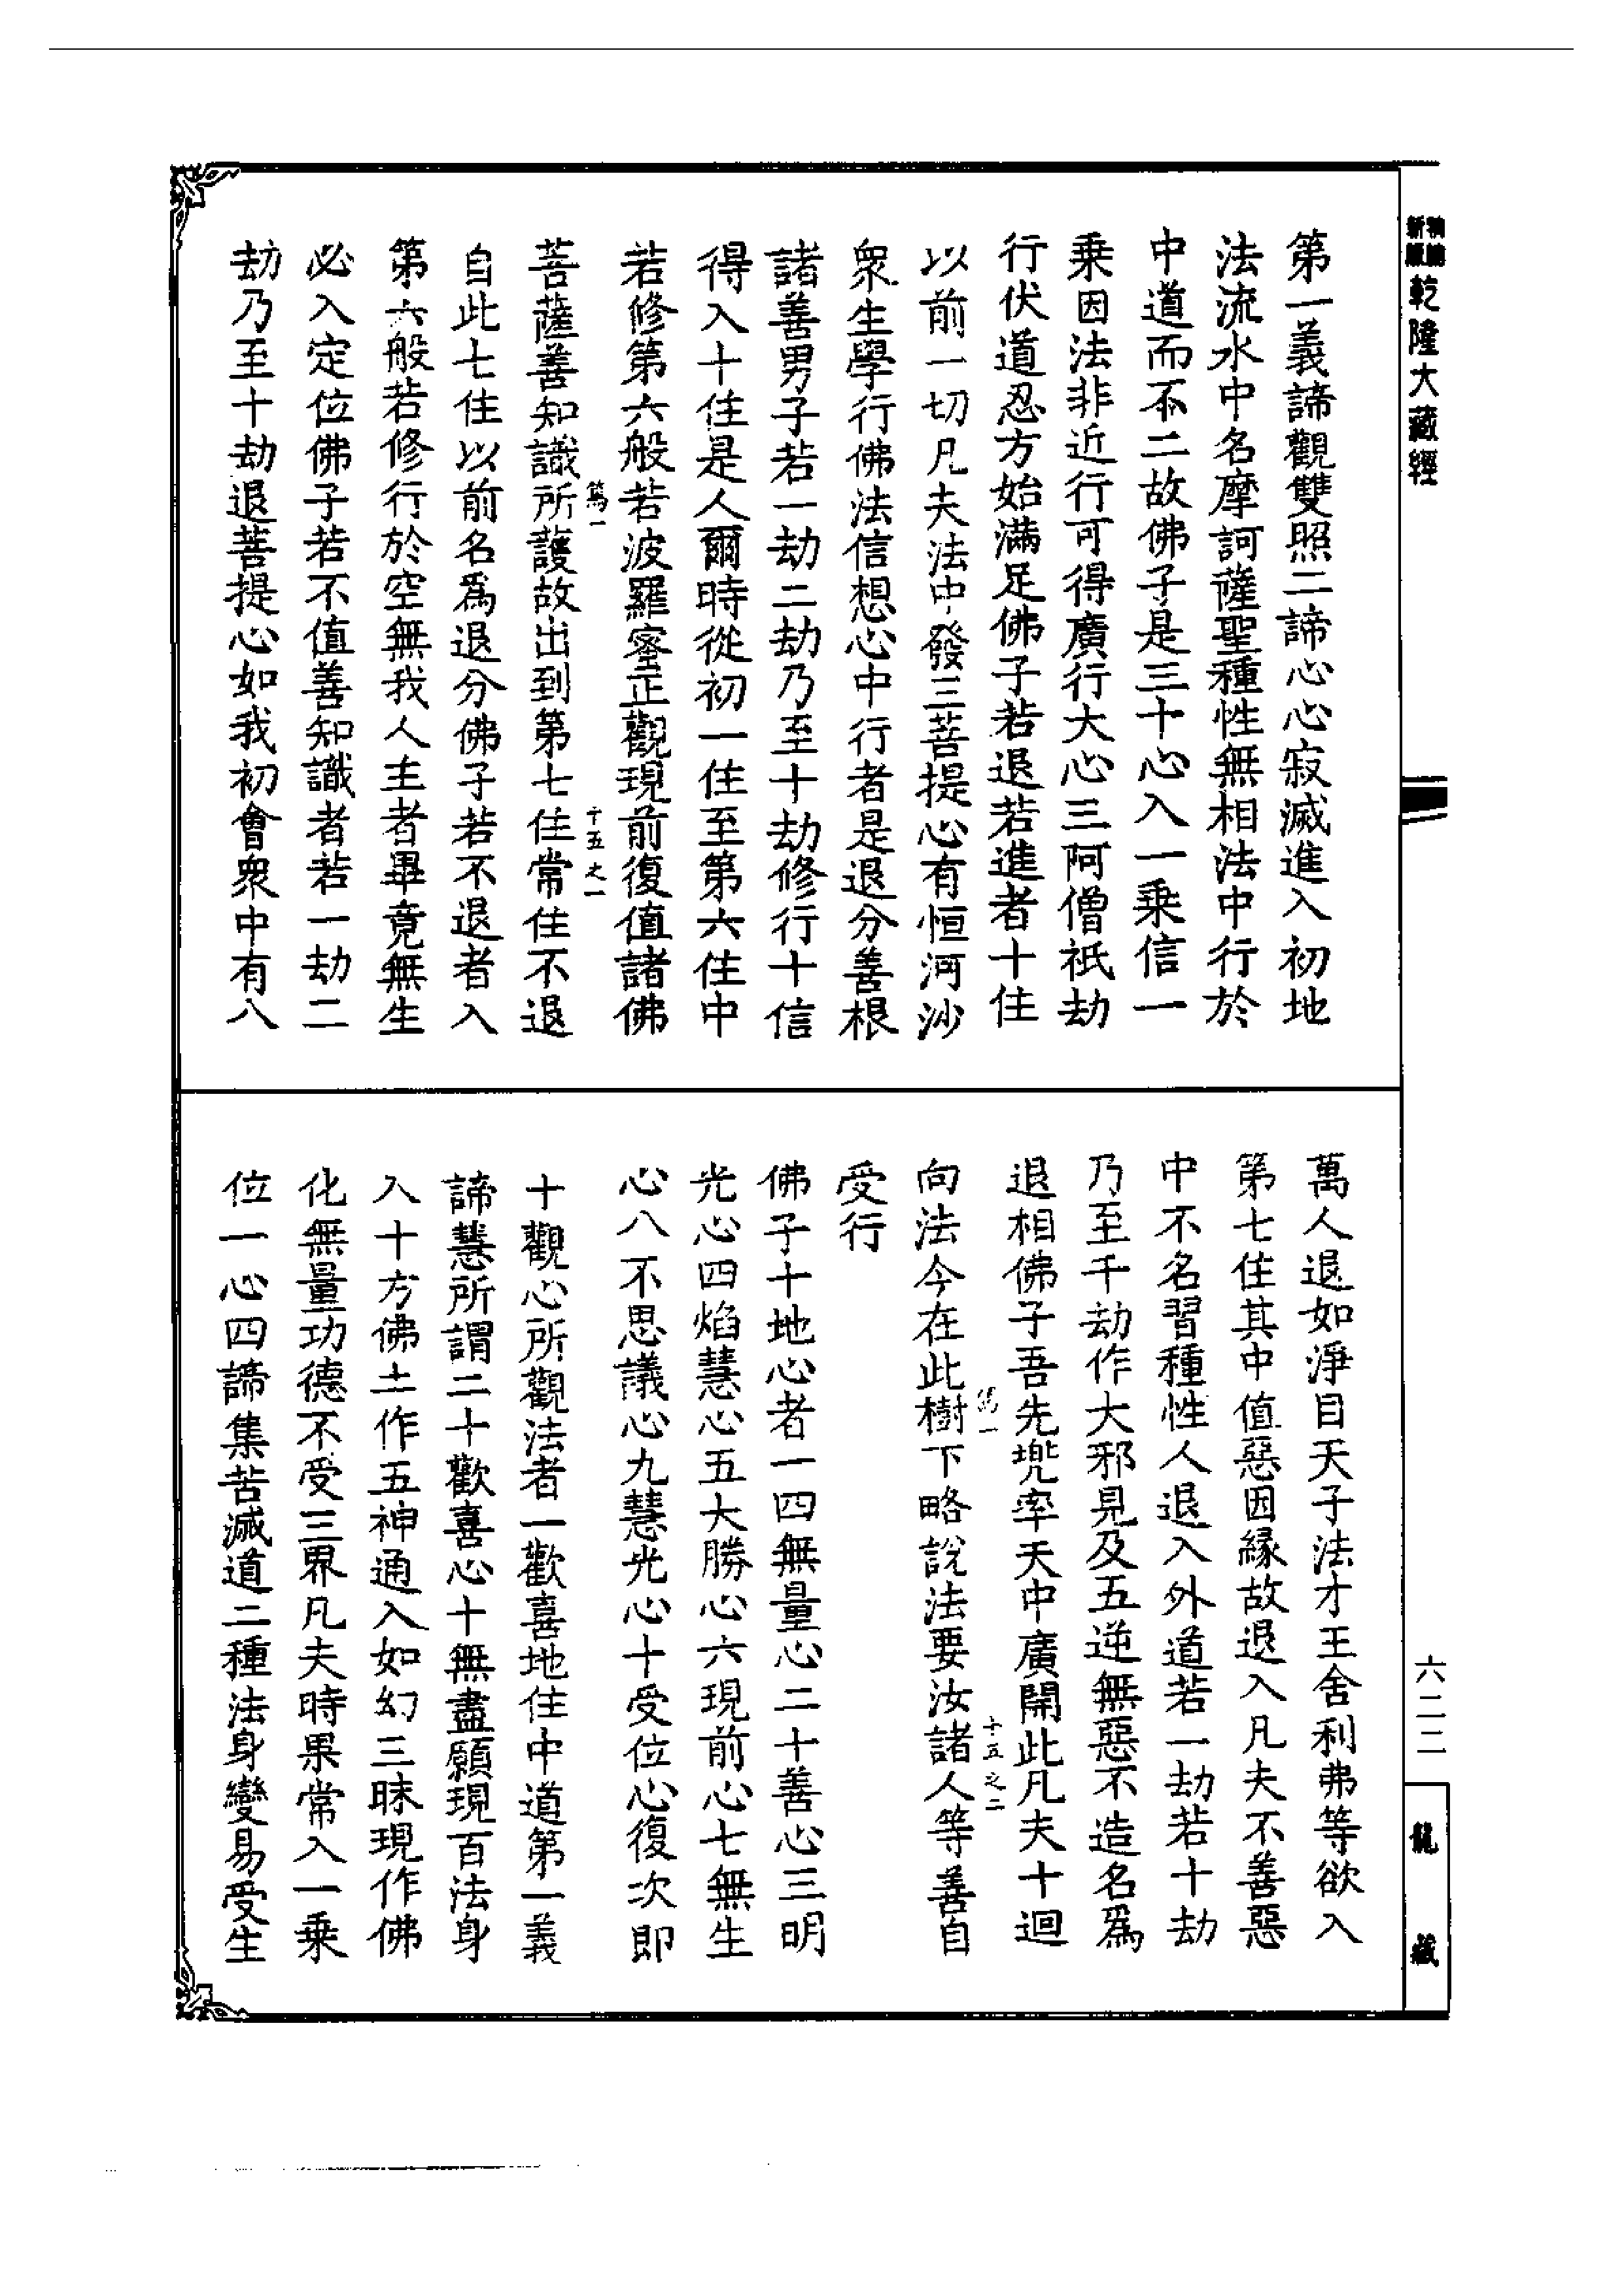 新編縮版
乾隆大藏經
第一義諦觀雙照二諦心心寂滅進入初地
法流水中名摩訶薩聖種性無相法中行於
中道而不二故佛子是三十心入一乘信一
乘因法非近行可得廣行大心三阿僧祇劫
行伏道忍方始滿足佛子若退若進者十住
以前一切凡夫法中發三菩提心有恒河沙
衆生學行佛法信想心中行者是退分善根
諸善男子若一劫二劫乃至十劫修行十信
得入十住是人爾時從初一住至第六住中
若修第六般若波羅蜜正觀現前復值諸佛
篤一
十五之一
菩薩善知識所護故出到第七住常住不退
自此七住以前名爲退分佛子若不退者入
第六般若修行於空無我人主者畢竟無生
必入定位佛子若不值善知識者若一劫二
劫乃至十劫退菩提心如我初會衆中有八
萬人退如淨目天子法才王舍利弗等欲入
第七住其中值惡因緣故退入凡夫不善惡
中不名習種性人退入外道若一劫若十劫
乃至千劫作大邪見及五逆無惡不造名爲
退相佛子吾先兜率天中廣開此凡夫十迴
篤一
十五之二
向法今在此樹下略說法要汝諸人等善自
受行
佛子十地心者一四無量心二十善心三明
光心四焰慧心五大勝心六現前心七無生
心八不思議心九慧光心十受位心復次即
十觀心所觀法者一歡喜地住中道第一義
諦慧所謂二十歡喜心十無盡願現百法身
入十方佛土作五神通入如幻三昧現作佛
化無量功德不受三界凡夫時果常入一乘
位一心四諦集苦滅道二種法身變易受生
六二二
龍藏